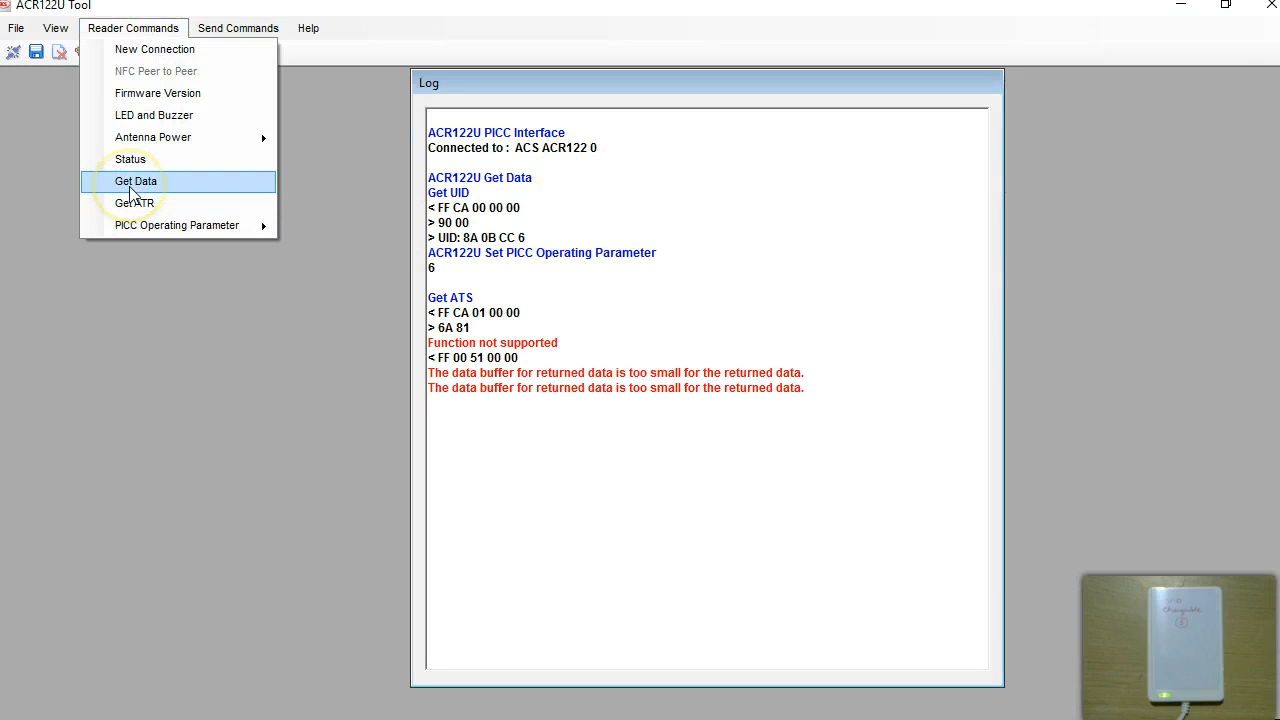 ACR122U Tool
File View Reader Commands Send Commands Help
New Connection
NFC Peer to Peer
Firmware Version
LED and Buzzer
Antenna Power
Status
Get Data
Get ATR
PICC Operating Parameter
Log
ACR122U PICC Interface
Connected to : ACS ACR122 0
ACR122U Get Data
Get UID
< FF CA 00 00 00
> 90 00
> UID: 8A 0B CC 6
ACR122U Set PICC Operating Parameter
6
Get ATS
< FF CA 01 00 00
> 6A 81
Function not supported
< FF 00 51 00 00
The data buffer for returned data is too small for the returned data.
The data buffer for returned data is too small for the returned data.
Changeable